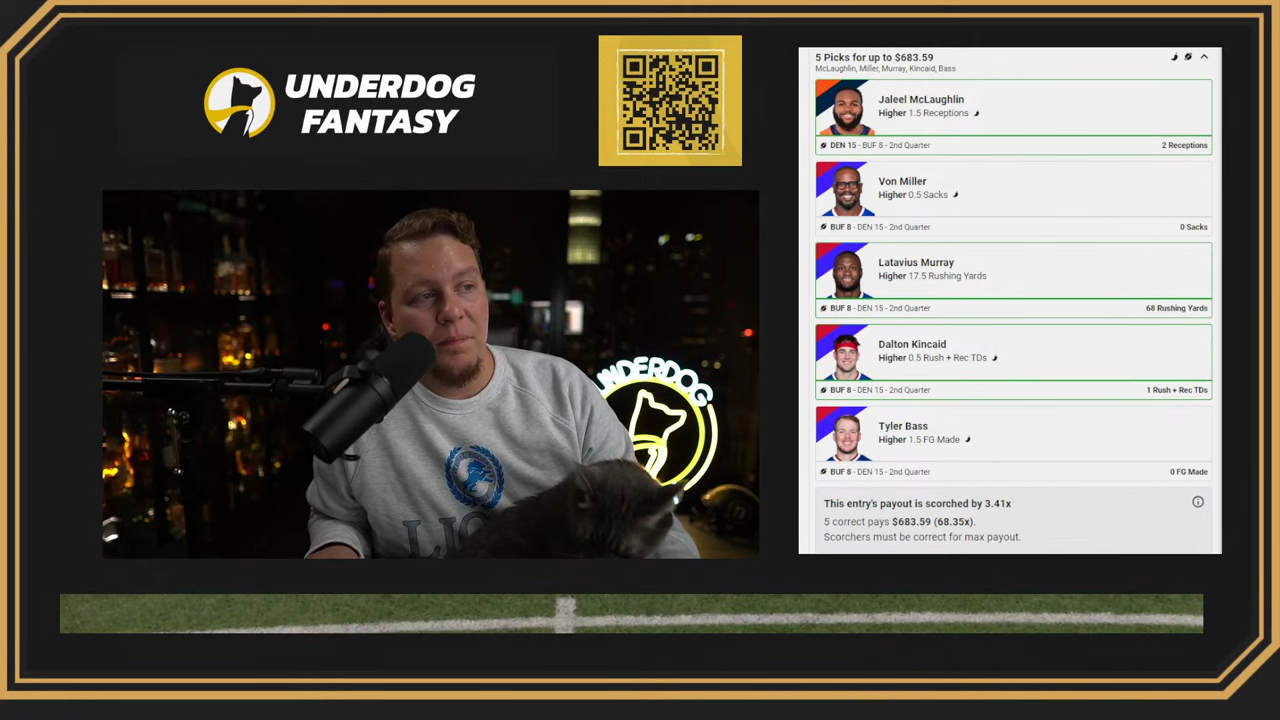 UNDERDOG
FANTASY
5 Picks for up to $683.59
McLaughlin, Miller, Murray, Kincaid, Bass
Jaleel McLaughlin
Higher 1.5 Receptions
DEN 15 - BUF 8 - 2nd Quarter
2 Receptions
Von Miller
Higher 0.5 Sacks
BUF 8 - DEN 15 - 2nd Quarter
0 Sacks
Latavius Murray
Higher 17.5 Rushing Yards
BUF 8 - DEN 15 - 2nd Quarter
68 Rushing Yards
Dalton Kincaid
Higher 0.5 Rush + Rec TDs
BUF 8 - DEN 15 - 2nd Quarter
1 Rush + Rec TDs
Tyler Bass
Higher 1.5 FG Made
BUF 8 - DEN 15 - 2nd Quarter
0 FG Made
This entry's payout is scorched by 3.41x
5 correct pays $683.59 (68.35x).
Scorchers must be correct for max payout.
UNDERDOG